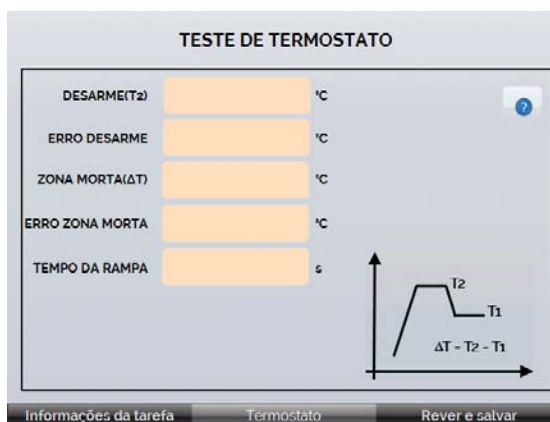 TESTE DE TERMOSTATO
DESARME(T2) °C
?
ERRO DESARME °C
ZONA MORTA(ΔT) °C
ERRO ZONA MORTA °C
TEMPO DA RAMPA s
T2
T1
ΔT = T2 - T1
Informações da tarefa Termostato Rever e salvar